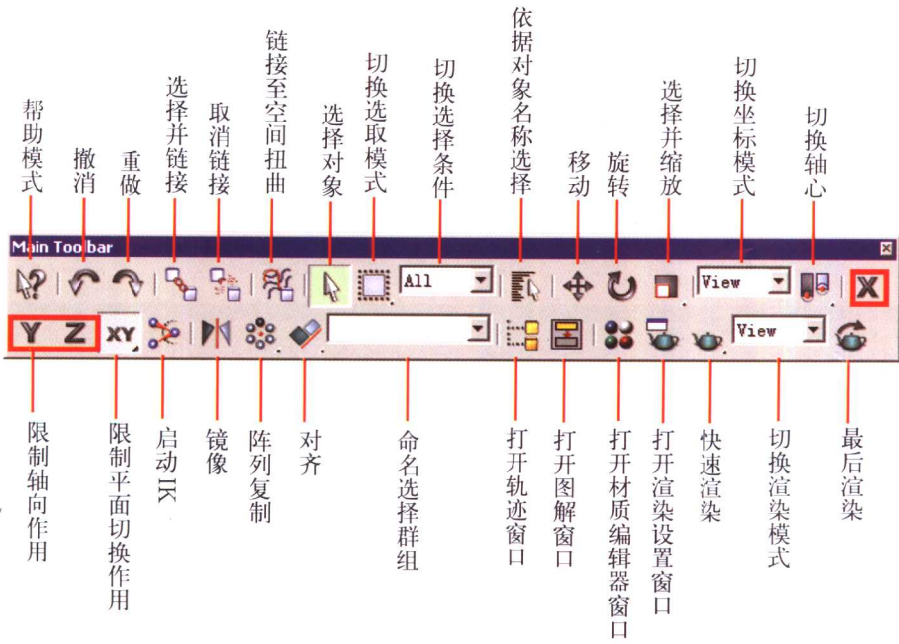 帮助模式
撤消
重做
选择并链接
取消链接
链接至空间扭曲
选择对象
切换选取模式
切换选择条件
依据对象名称选择
移动
旋转
选择并缩放
切换坐标模式
切换轴心
Main Toolbar
All
View
X
Y
Z
XY
View
限制轴向作用
限制平面切换作用
启动IK
镜像
阵列复制
对齐
命名选择群组
打开轨迹窗口
打开图解窗口
打开材质编辑器窗口
打开渲染设置窗口
快速渲染
切换渲染模式
最后渲染